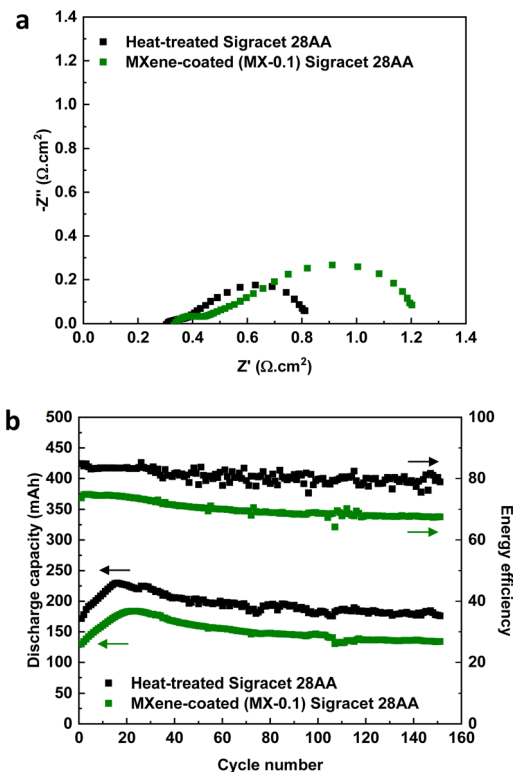 a
Heat-treated Sigracet 28AA
MXene-coated (MX-0.1) Sigracet 28AA
-Z'' (Ω.cm²)
1.4
1.2
1.0
0.8
0.6
0.4
0.2
0.0
0.0 0.2 0.4 0.6 0.8 1.0 1.2 1.4
Z' (Ω.cm²)
b
Discharge capacity (mAh)
500
450
400
350
300
250
200
150
100
50
0
100
80
60
40
20
0
Energy efficiency
Heat-treated Sigracet 28AA
MXene-coated (MX-0.1) Sigracet 28AA
0 20 40 60 80 100 120 140 160
Cycle number